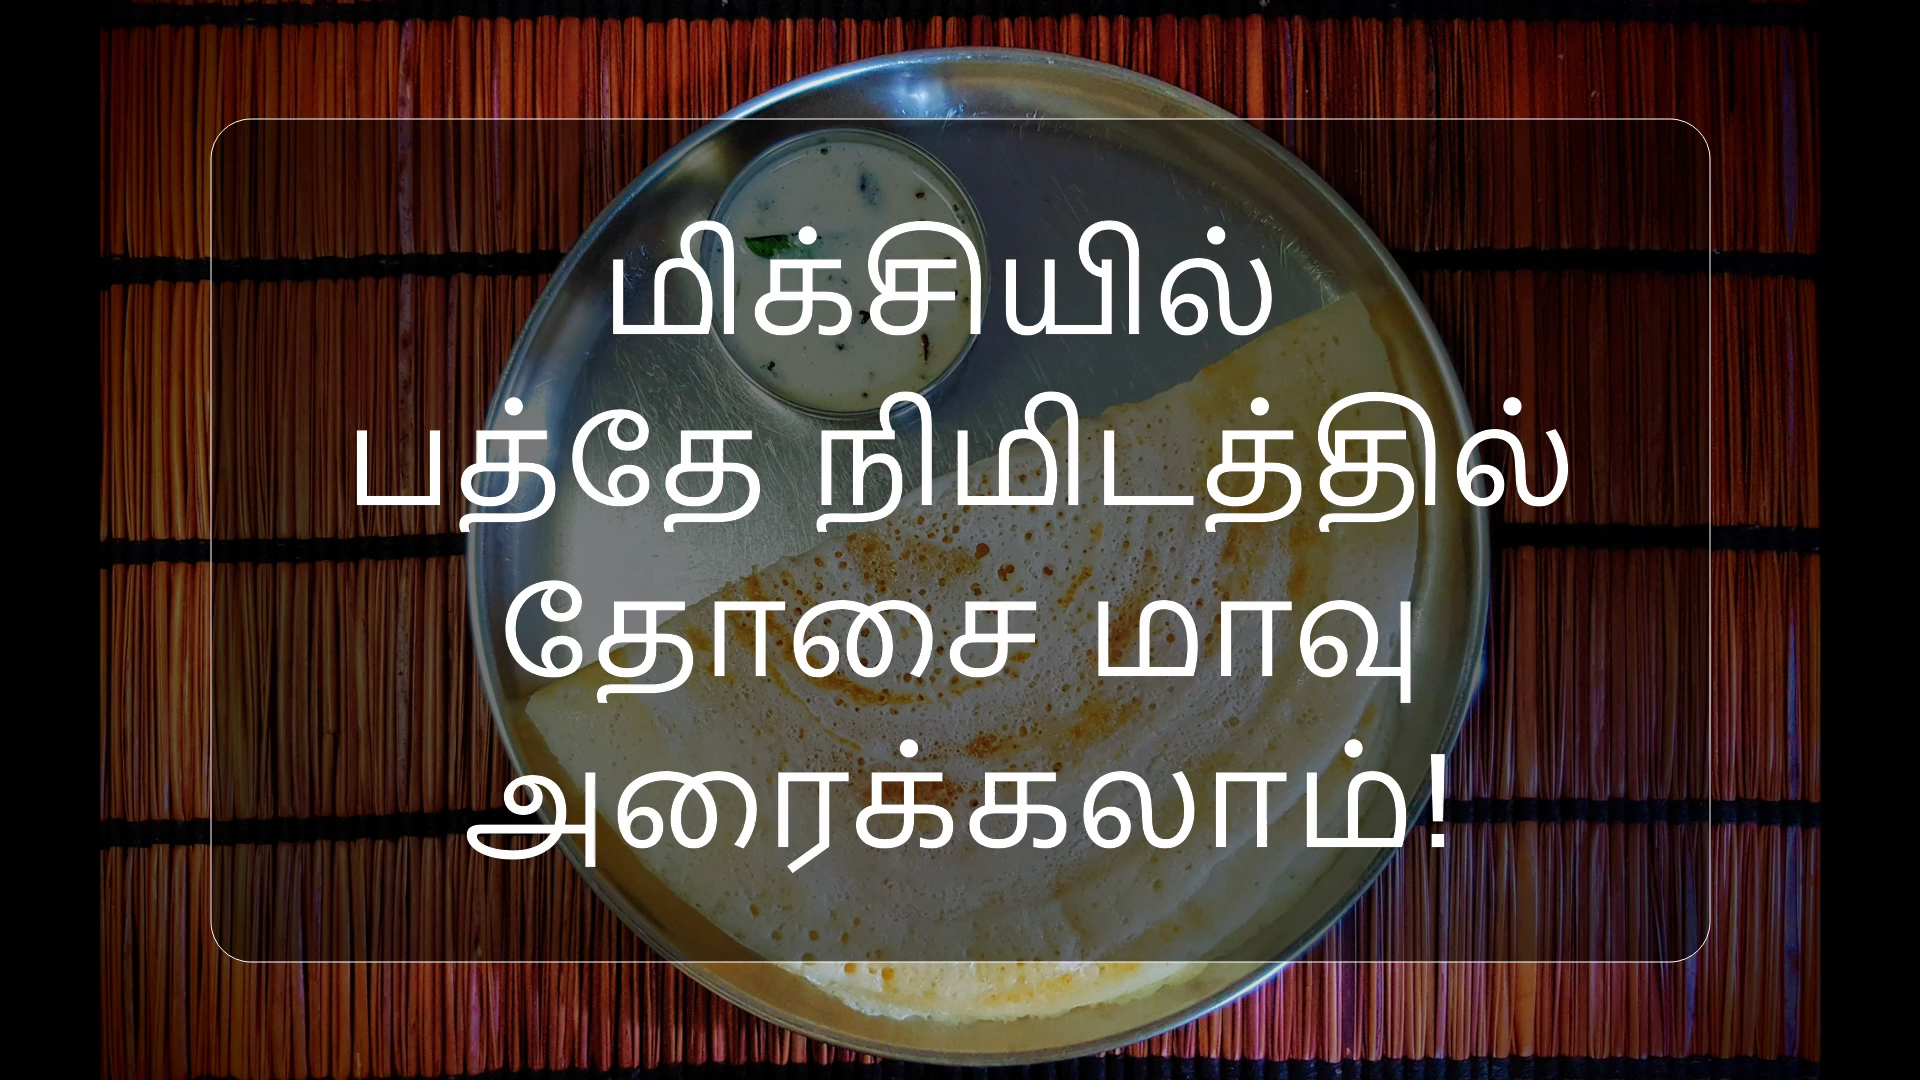 மிக்சியில்
பத்தே நிமிடத்தில்
தோசை மாவு
அரைக்கலாம்!